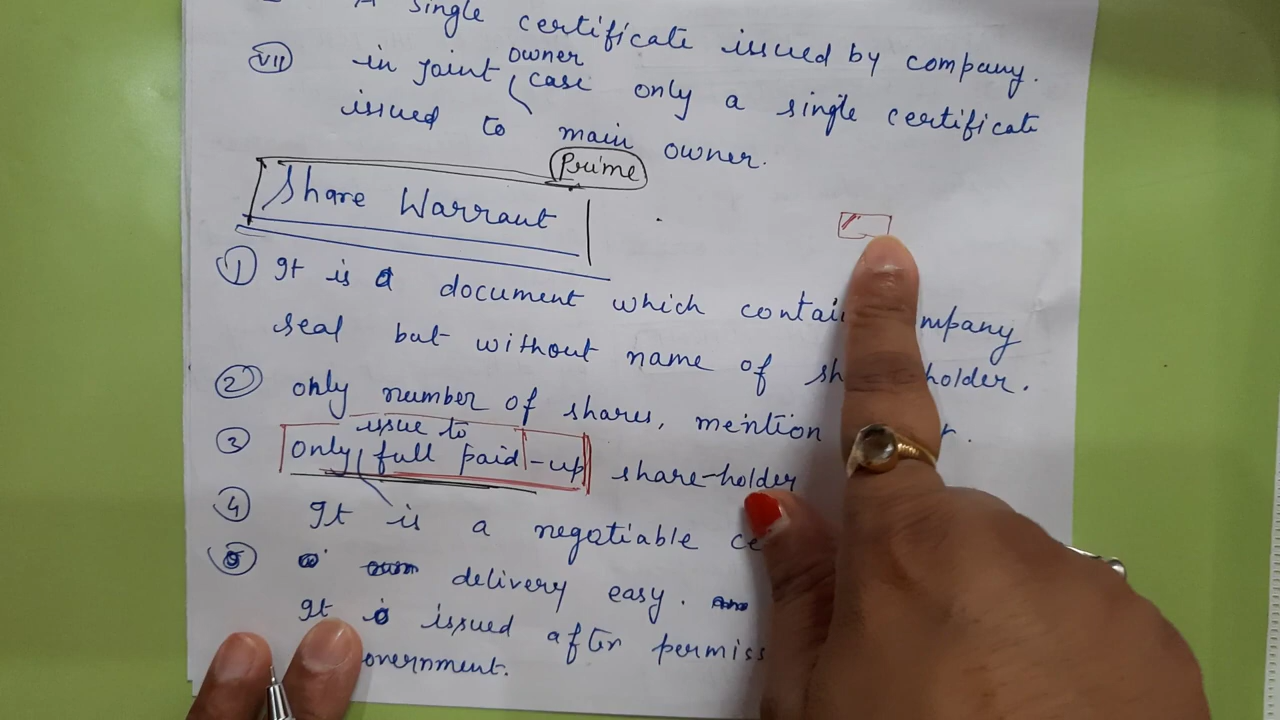 A single certificate issued by company.
VII in joint owner case only a single certificate
issued to main owner.
Prime
Share Warrant
1 It is a document which contai mpany
seal but without name of sh holder.
2 only number of shares, mention
issue to
3 only full paid-up share-holder
4 It is a negotiable ce
5 delivery easy.
It is issued after permiss
overnment.